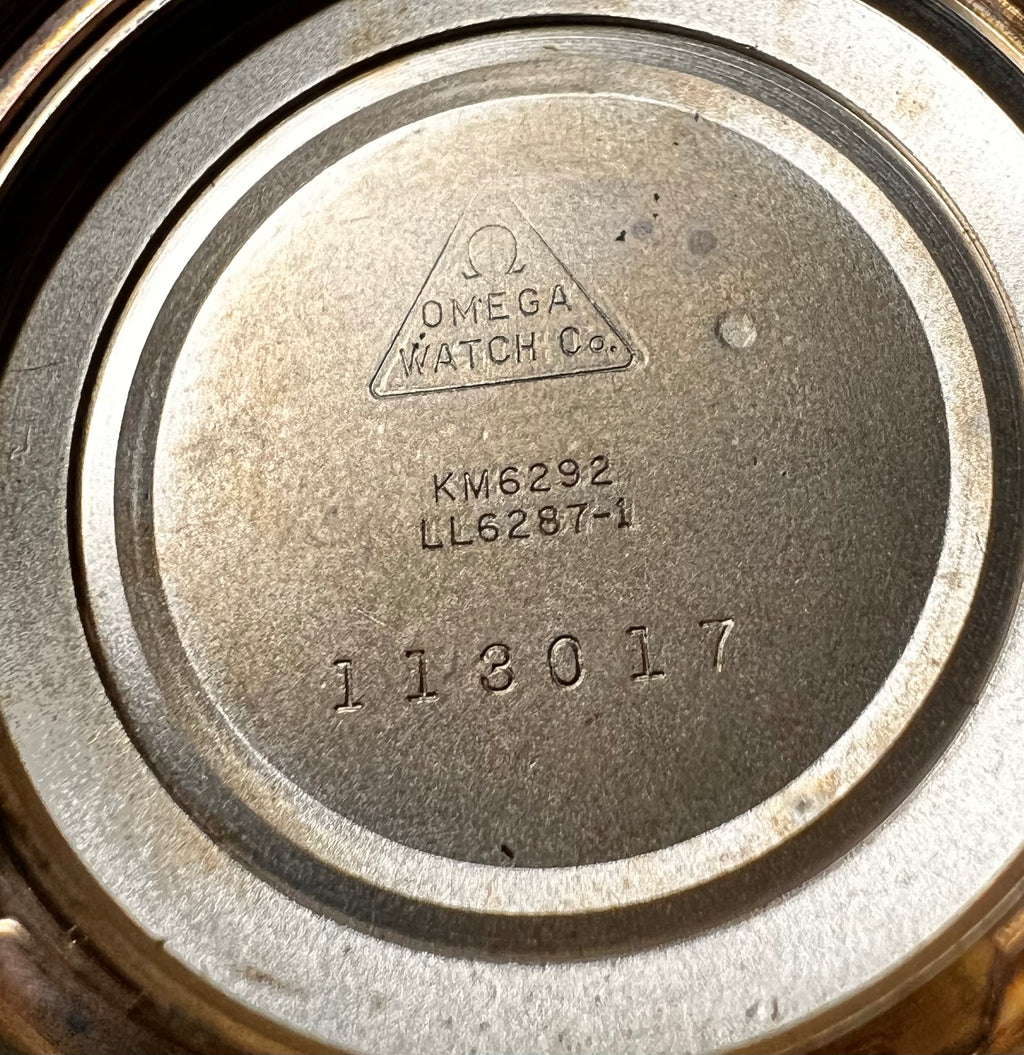 Ω
OMEGA
WATCH Co.
KM6292
LL6287-1
113017